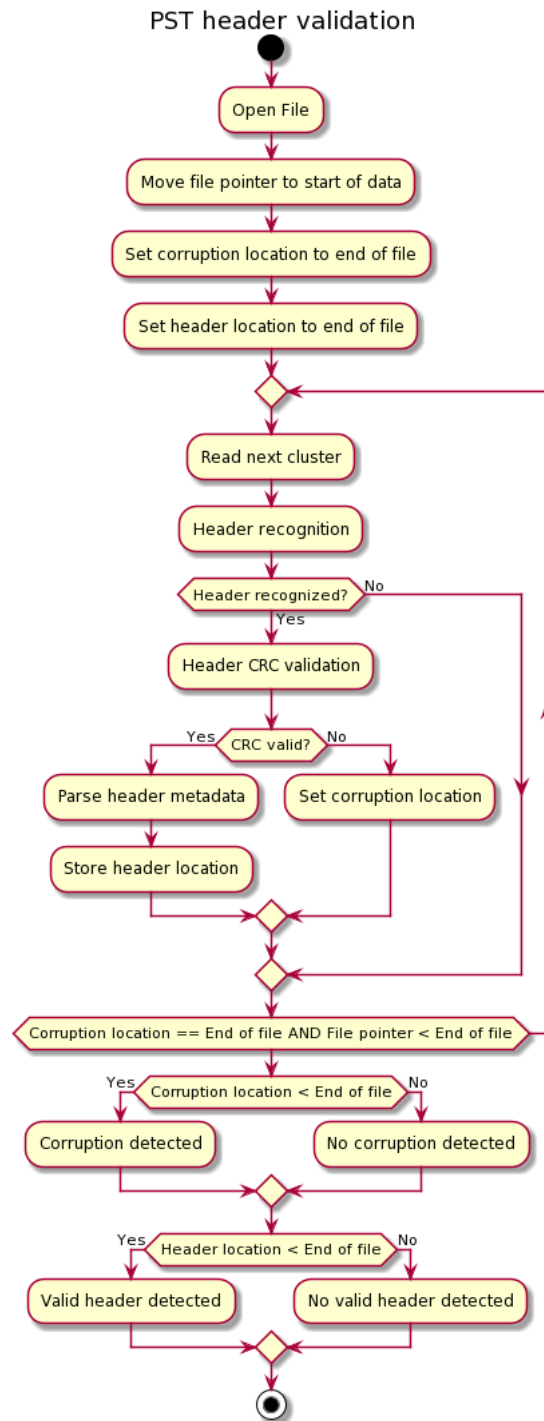 PST header validation
Open File
Move file pointer to start of data
Set corruption location to end of file
Set header location to end of file
Read next cluster
Header recognition
Header recognized?
No
Yes
Header CRC validation
Yes
CRC valid?
No
Parse header metadata
Set corruption location
Store header location
Corruption location == End of file AND File pointer < End of file
Yes
Corruption location < End of file
No
Corruption detected
No corruption detected
Yes
Header location < End of file
No
Valid header detected
No valid header detected